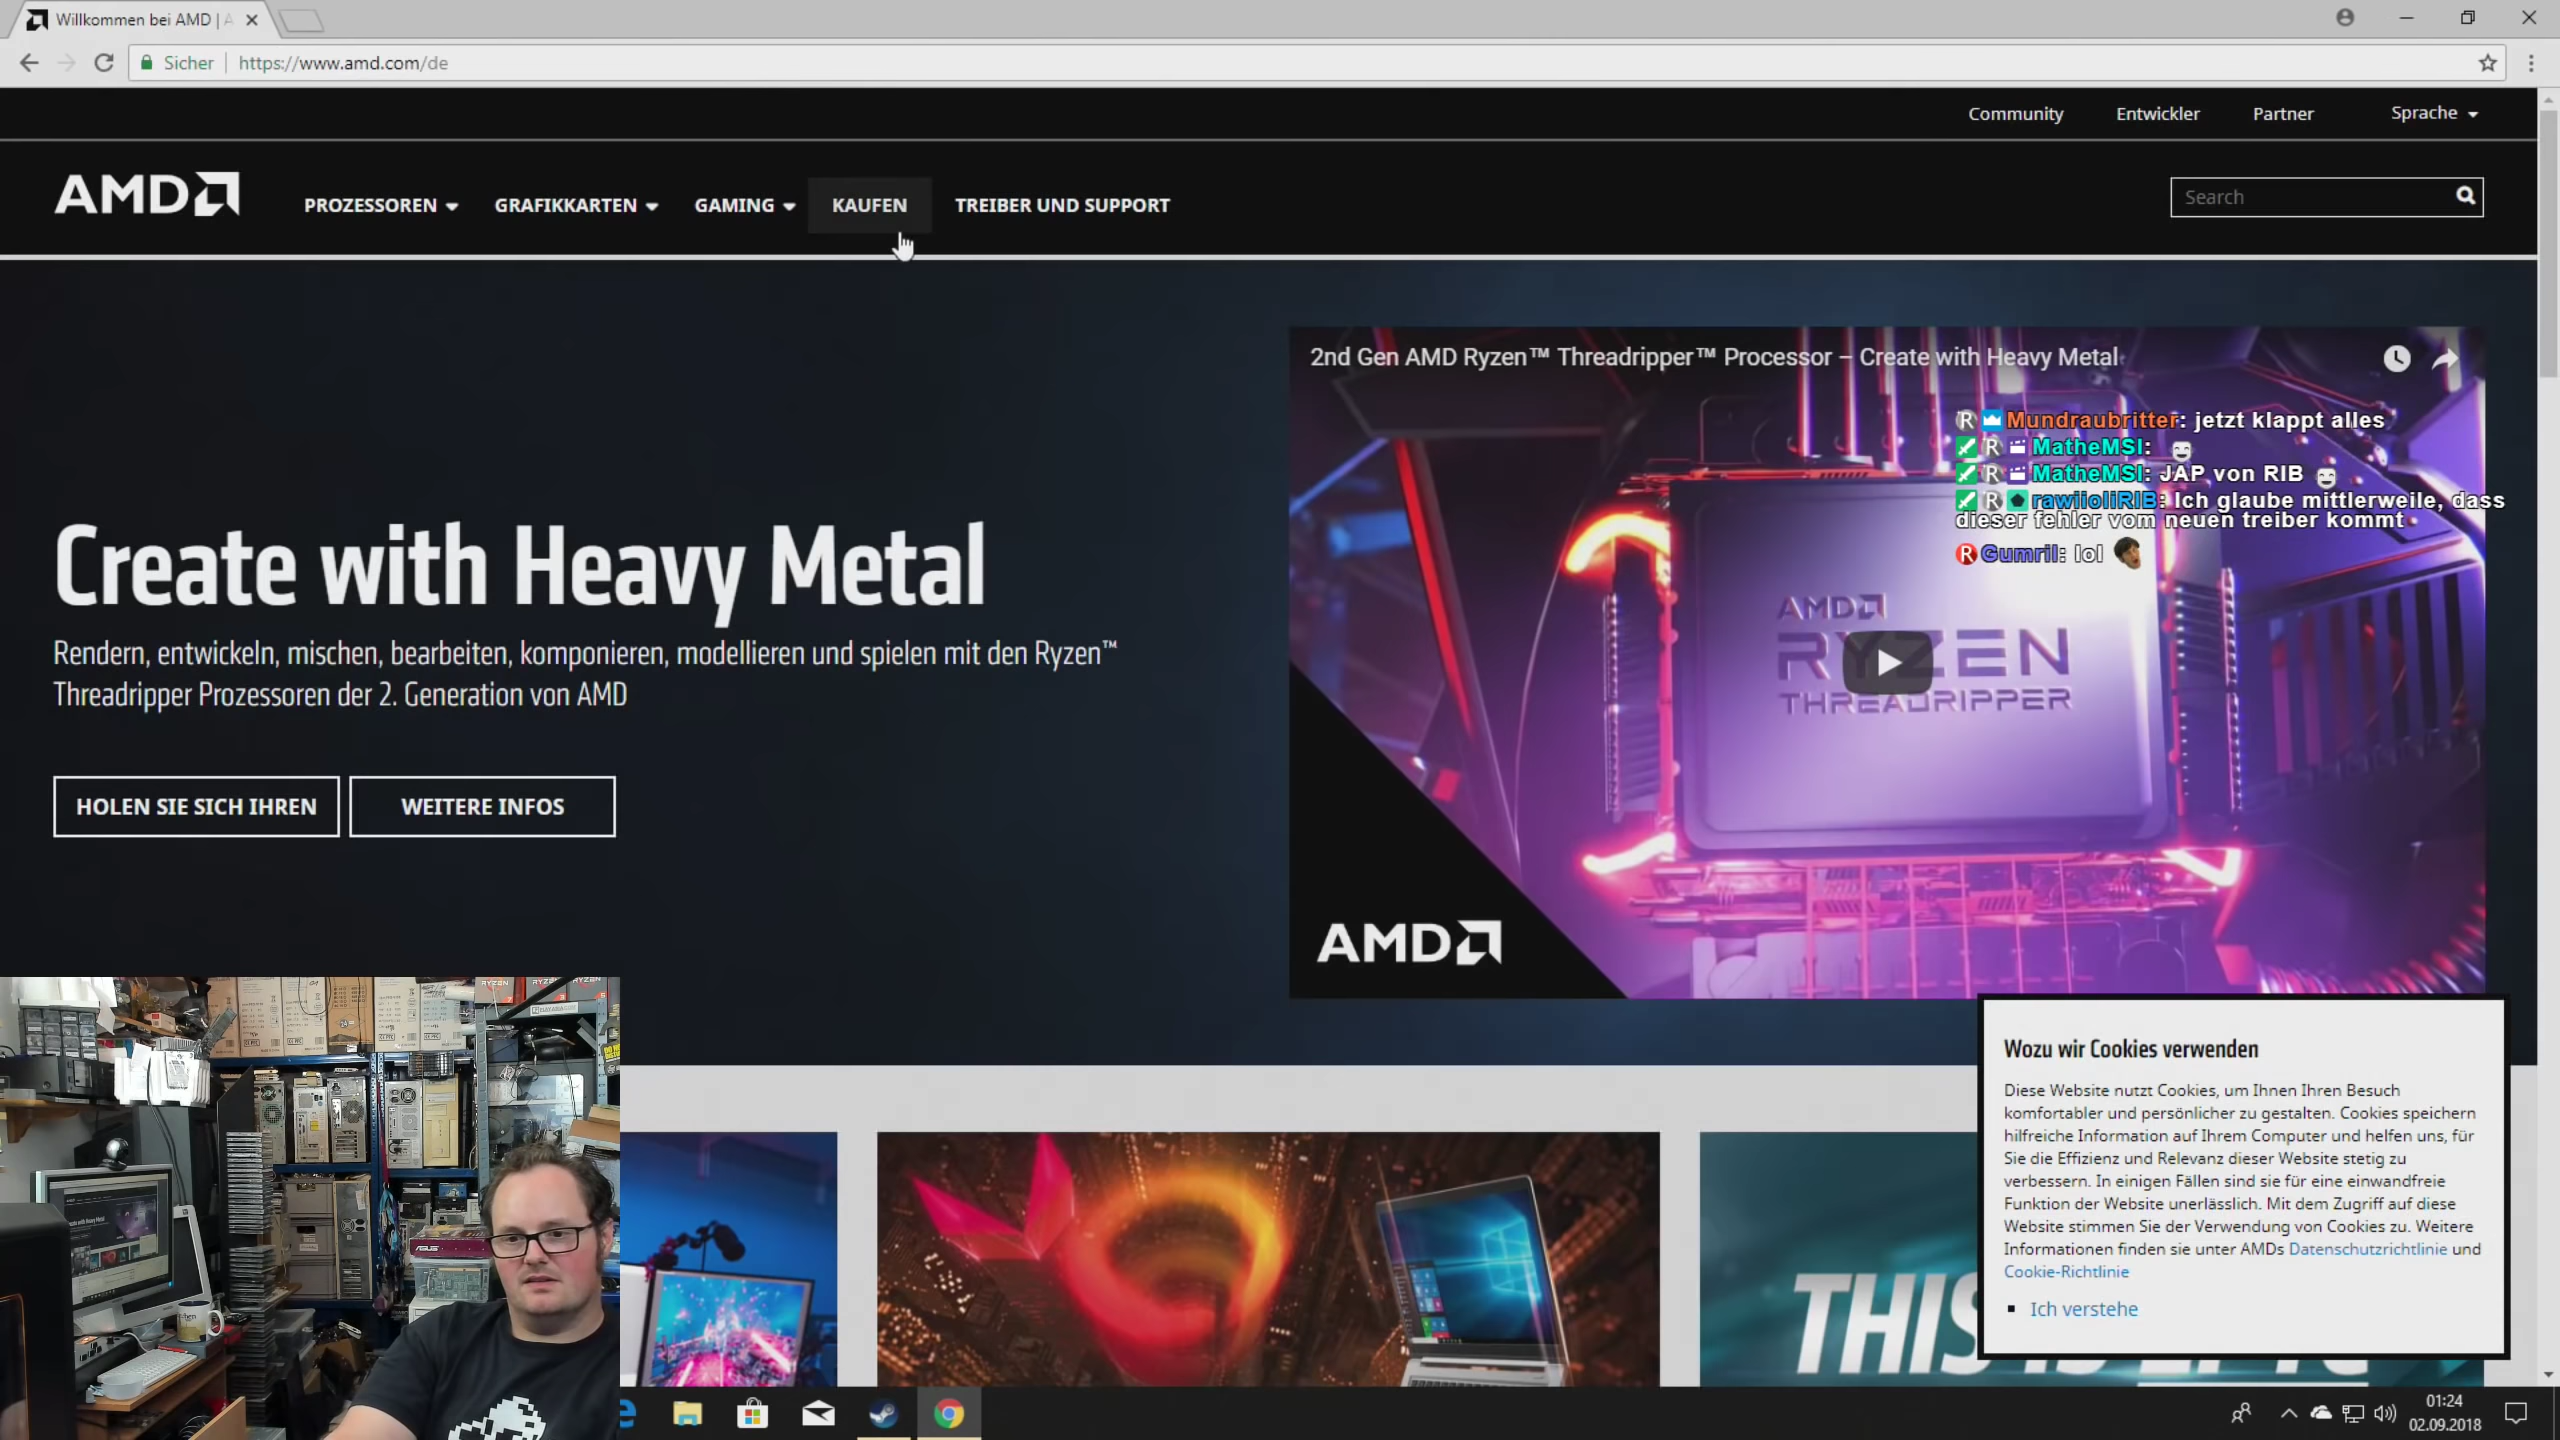 Willkommen bei AMD | A
Sicher
https://www.amd.com/de
Community
Entwickler
Partner
Sprache
AMD
PROZESSOREN
GRAFIKKARTEN
GAMING
KAUFEN
TREIBER UND SUPPORT
Search
Create with Heavy Metal
Rendern, entwickeln, mischen, bearbeiten, komponieren, modellieren und spielen mit den Ryzen™
Threadripper Prozessoren der 2. Generation von AMD
HOLEN SIE SICH IHREN
WEITERE INFOS
2nd Gen AMD Ryzen™ Threadripper™ Processor – Create with Heavy Metal
Mundraubritter: jetzt klappt alles
MatheMSI:
MatheMSI: JAP von RIB
rawiioliRIB: Ich glaube mittlerweile, dass
dieser fehler vom neuen treiber kommt
Gumril: lol
AMD
RYZEN
THREADRIPPER
AMD
Wozu wir Cookies verwenden
Diese Website nutzt Cookies, um Ihnen Ihren Besuch
komfortabler und persönlicher zu gestalten. Cookies speichern
hilfreiche Information auf Ihrem Computer und helfen uns, für
Sie die Effizienz und Relevanz dieser Website stetig zu
verbessern. In einigen Fällen sind sie für eine einwandfreie
Funktion der Website unerlässlich. Mit dem Zugriff auf diese
Website stimmen Sie der Verwendung von Cookies zu. Weitere
Informationen finden sie unter AMDs Datenschutzrichtlinie und
Cookie-Richtlinie
Ich verstehe
RYZEN
RYZEN
RYZEN
ASUS
THIS IS EPIC
01:24
02.09.2018